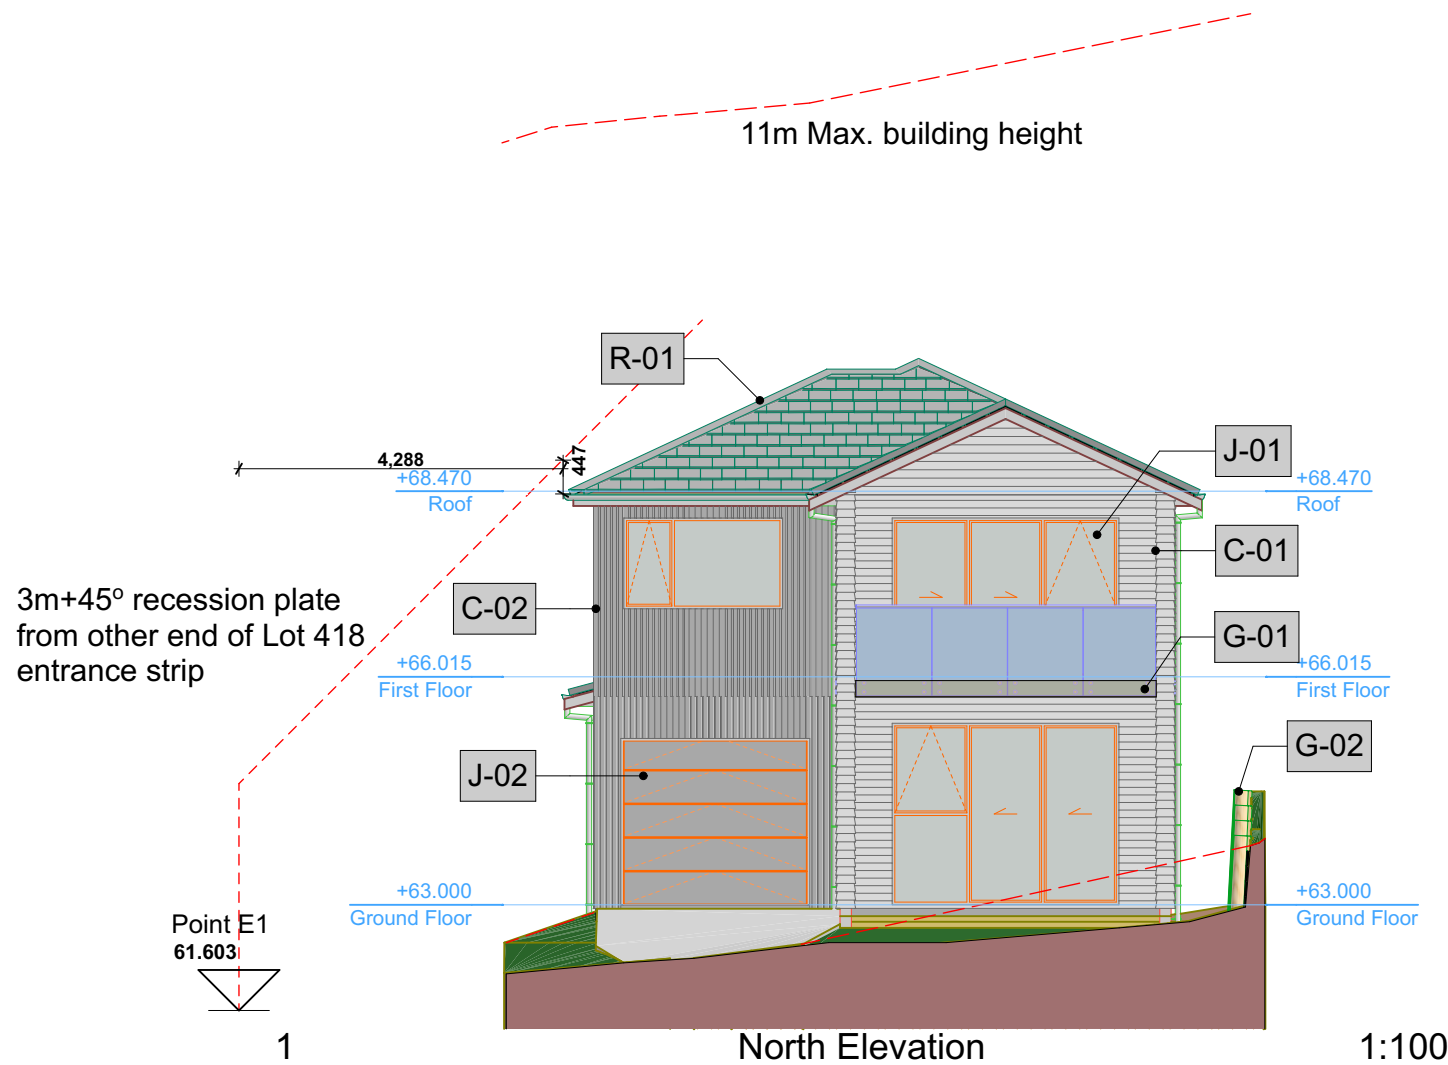 11m Max. building height
R-01
J-01
4,288
447
+68.470
Roof
+68.470
Roof
C-01
3m+45º recession plate
from other end of Lot 418
entrance strip
C-02
G-01
+66.015
First Floor
+66.015
First Floor
G-02
J-02
+63.000
Ground Floor
+63.000
Ground Floor
Point E1
61.603
1
North Elevation
1:100